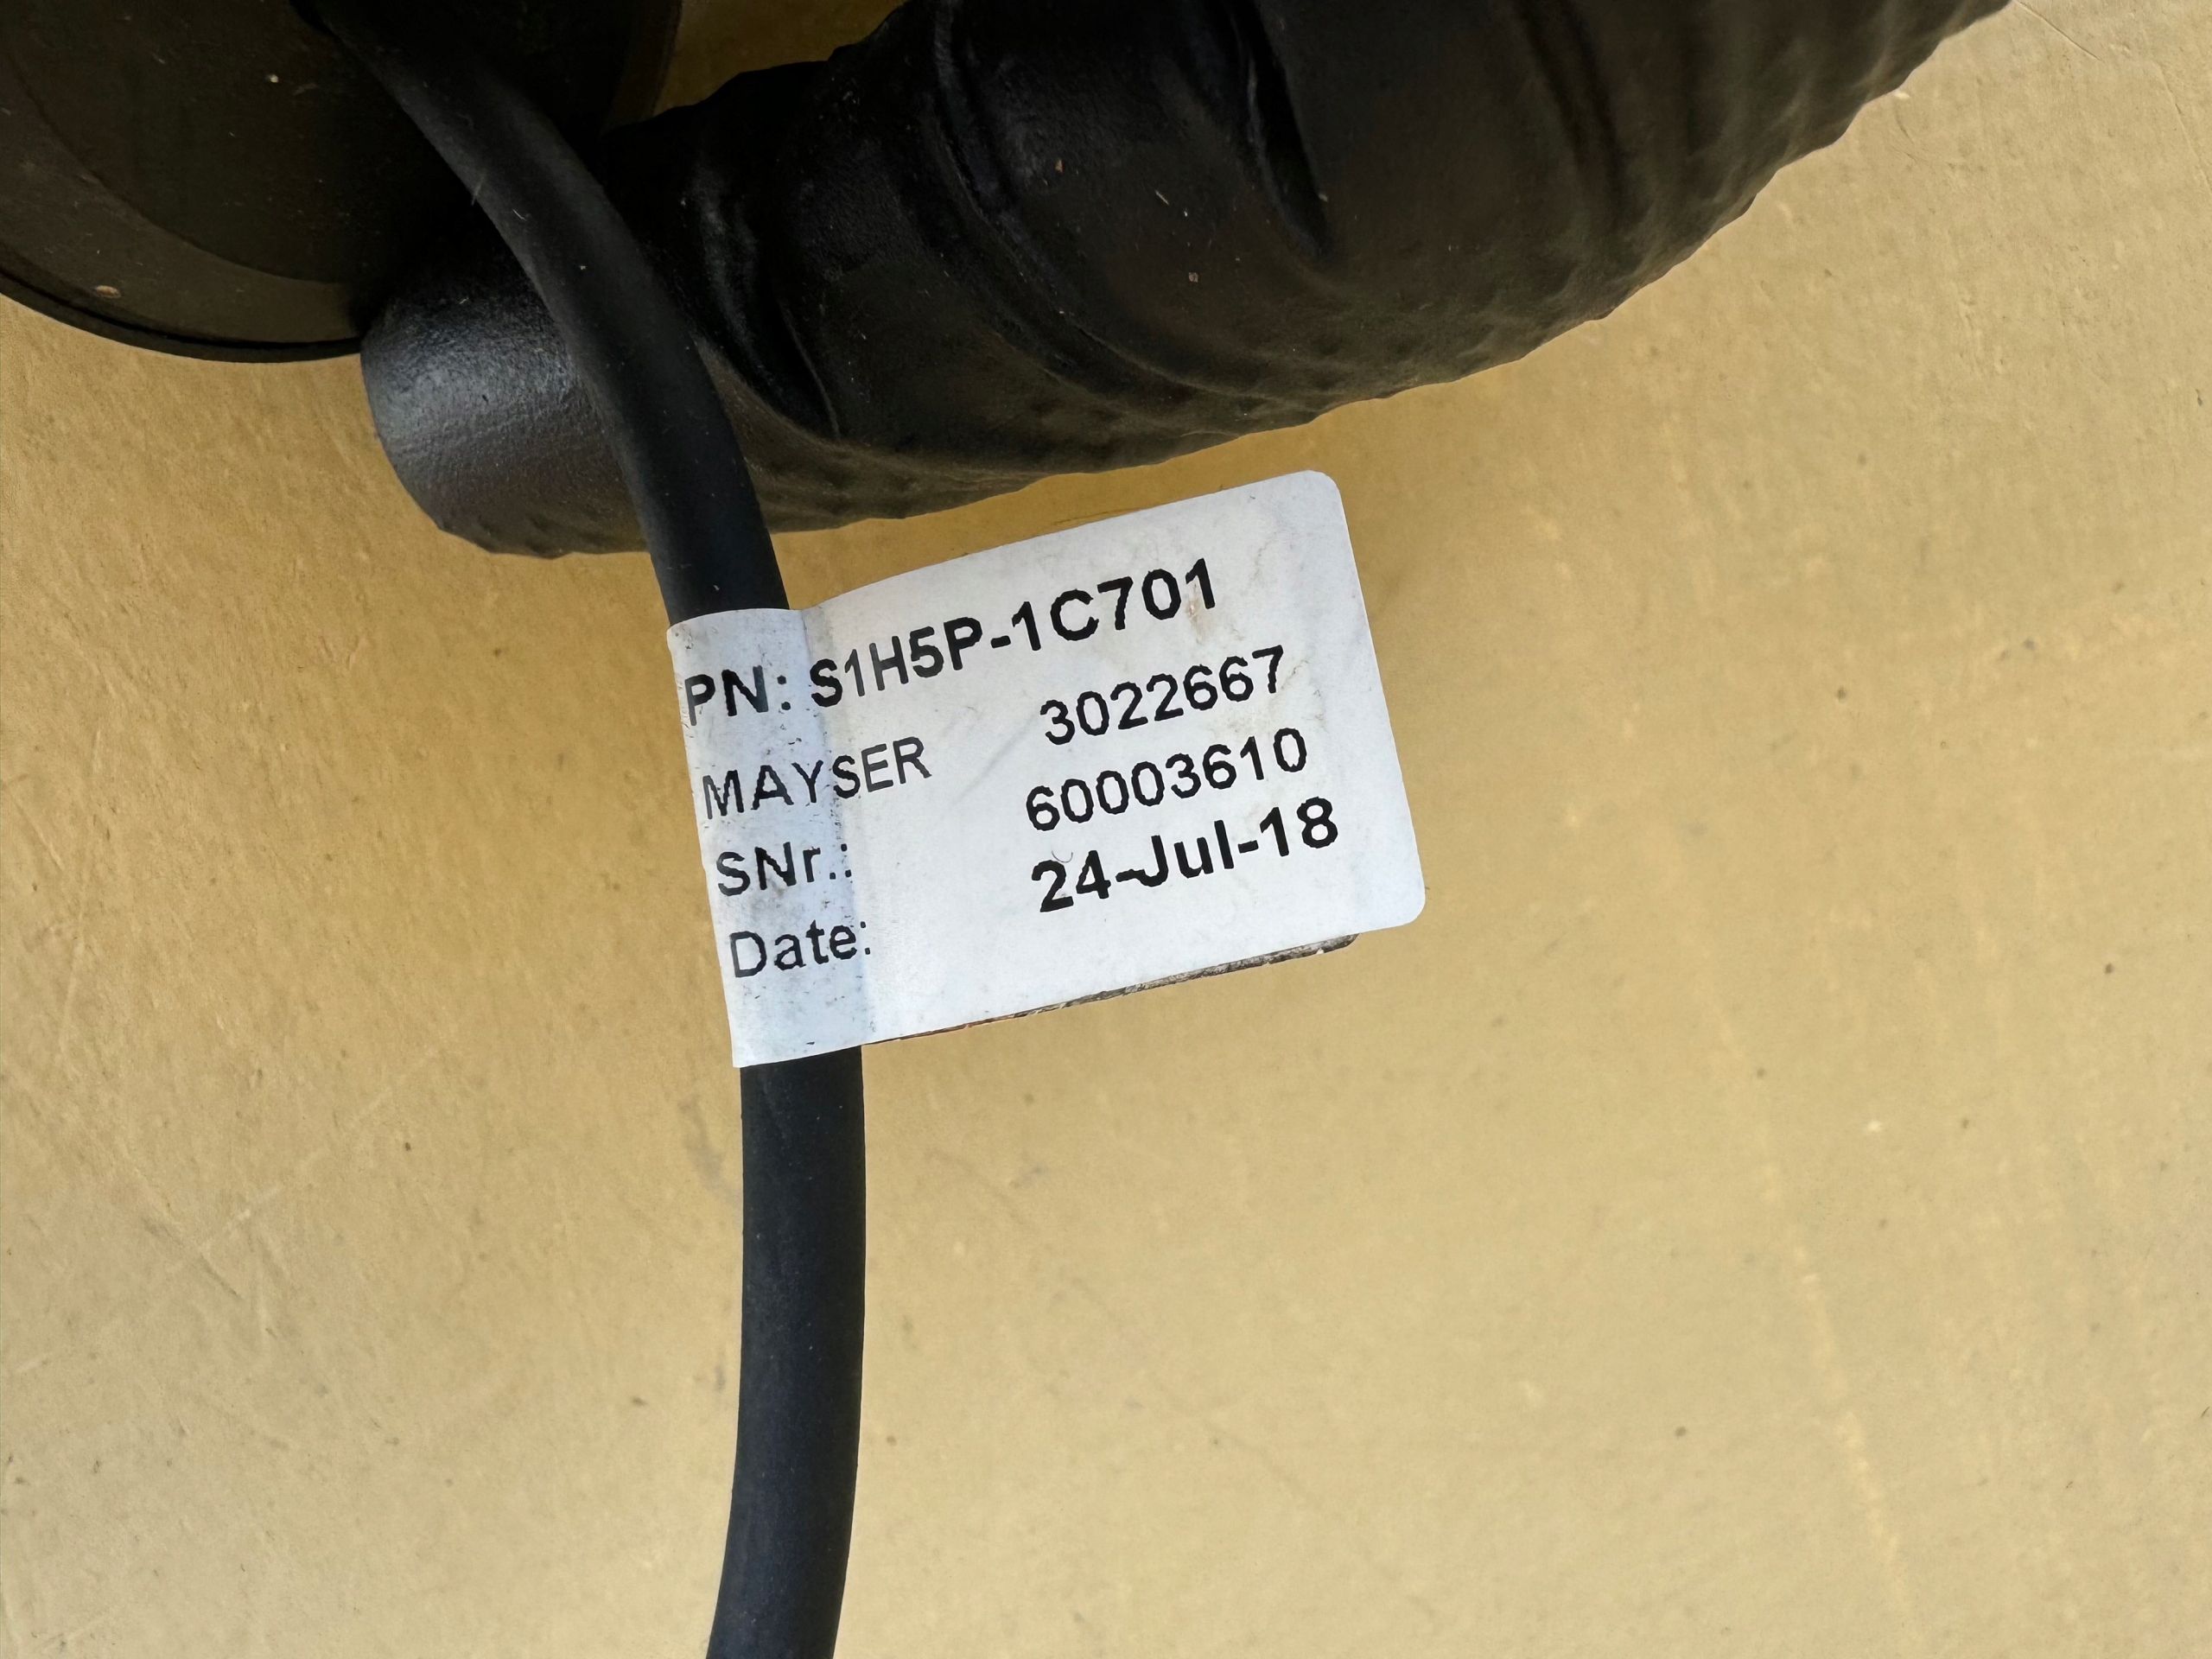 PN: S1H5P-1C701
MAYSER 3022667
SNr.: 60003610
Date: 24-Jul-18